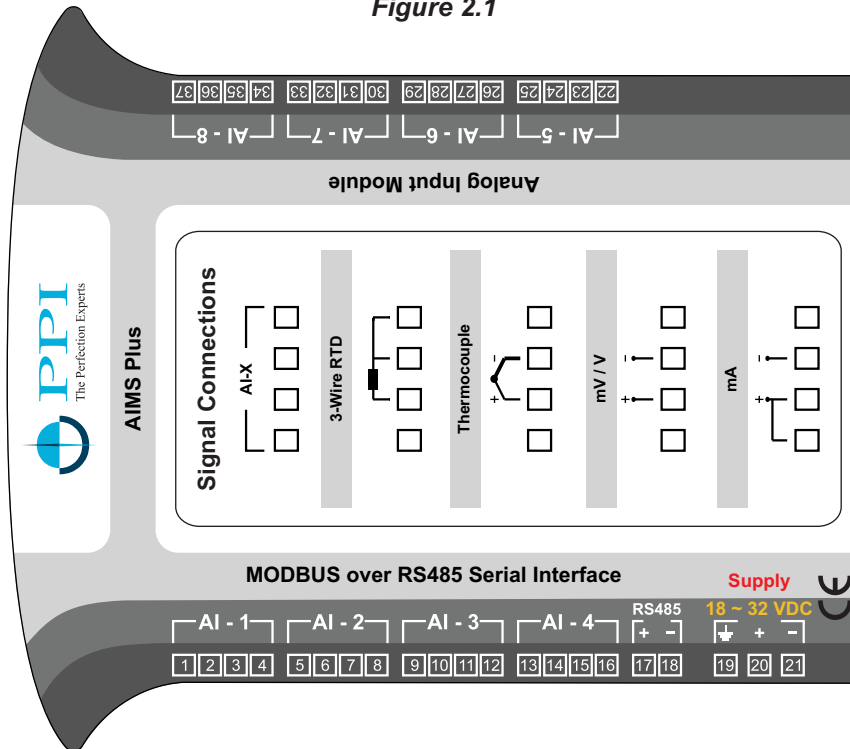 Figure 2.1
37 36 35 34 33 32 31 30 29 28 27 26 25 24 23 22
AI - 8 AI - 7 AI - 6 AI - 5
Analog Input Module
PPI
The Perfection Experts
AIMS Plus
Signal Connections
AI-X
3-Wire RTD
Thermocouple
+ –
mV / V
+ –
mA
+ –
MODBUS over RS485 Serial Interface
Supply
18 ~ 32 VDC
CE
AI - 1 AI - 2 AI - 3 AI - 4 RS485
+ – + –
1 2 3 4 5 6 7 8 9 10 11 12 13 14 15 16 17 18 19 20 21